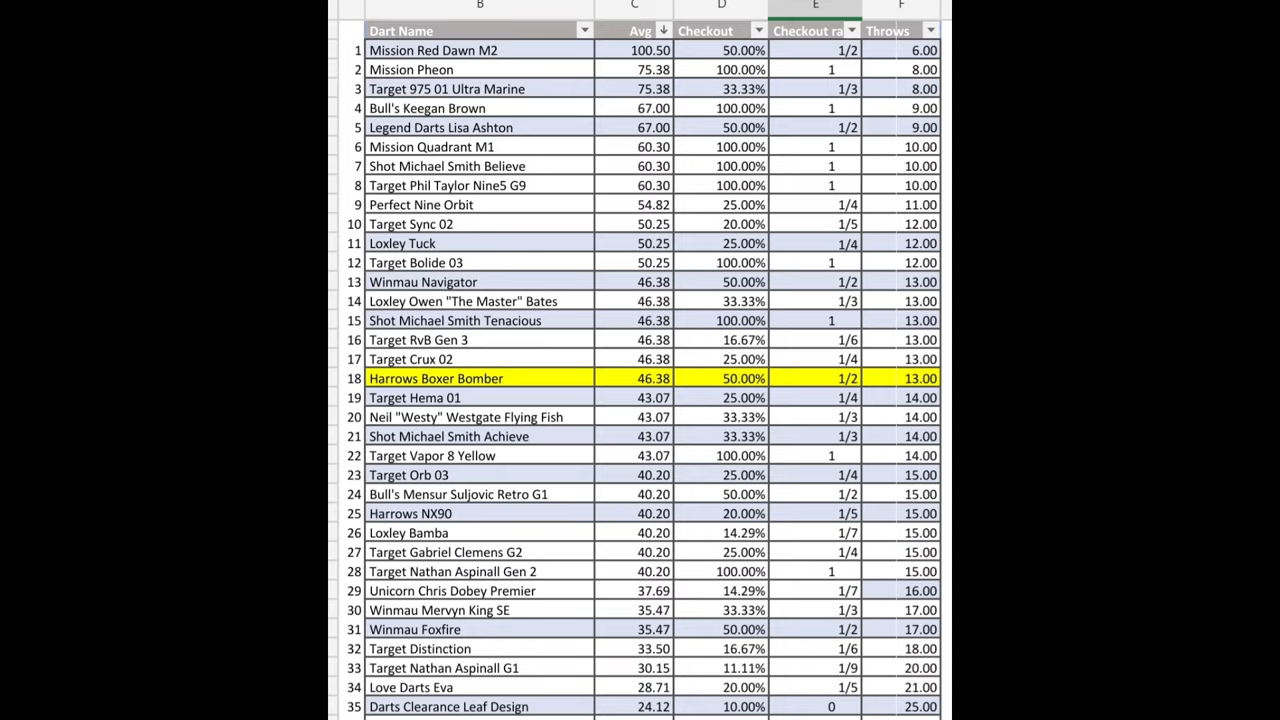 B C D E F
Dart Name Avg Checkout Checkout ra Throws
1 Mission Red Dawn M2 100.50 50.00% 1/2 6.00
2 Mission Pheon 75.38 100.00% 1 8.00
3 Target 975 01 Ultra Marine 75.38 33.33% 1/3 8.00
4 Bull's Keegan Brown 67.00 100.00% 1 9.00
5 Legend Darts Lisa Ashton 67.00 50.00% 1/2 9.00
6 Mission Quadrant M1 60.30 100.00% 1 10.00
7 Shot Michael Smith Believe 60.30 100.00% 1 10.00
8 Target Phil Taylor Nine5 G9 60.30 100.00% 1 10.00
9 Perfect Nine Orbit 54.82 25.00% 1/4 11.00
10 Target Sync 02 50.25 20.00% 1/5 12.00
11 Loxley Tuck 50.25 25.00% 1/4 12.00
12 Target Bolide 03 50.25 100.00% 1 12.00
13 Winmau Navigator 46.38 50.00% 1/2 13.00
14 Loxley Owen "The Master" Bates 46.38 33.33% 1/3 13.00
15 Shot Michael Smith Tenacious 46.38 100.00% 1 13.00
16 Target RvB Gen 3 46.38 16.67% 1/6 13.00
17 Target Crux 02 46.38 25.00% 1/4 13.00
18 Harrows Boxer Bomber 46.38 50.00% 1/2 13.00
19 Target Hema 01 43.07 25.00% 1/4 14.00
20 Neil "Westy" Westgate Flying Fish 43.07 33.33% 1/3 14.00
21 Shot Michael Smith Achieve 43.07 33.33% 1/3 14.00
22 Target Vapor 8 Yellow 43.07 100.00% 1 14.00
23 Target Orb 03 40.20 25.00% 1/4 15.00
24 Bull's Mensur Suljovic Retro G1 40.20 50.00% 1/2 15.00
25 Harrows NX90 40.20 20.00% 1/5 15.00
26 Loxley Bamba 40.20 14.29% 1/7 15.00
27 Target Gabriel Clemens G2 40.20 25.00% 1/4 15.00
28 Target Nathan Aspinall Gen 2 40.20 100.00% 1 15.00
29 Unicorn Chris Dobey Premier 37.69 14.29% 1/7 16.00
30 Winmau Mervyn King SE 35.47 33.33% 1/3 17.00
31 Winmau Foxfire 35.47 50.00% 1/2 17.00
32 Target Distinction 33.50 16.67% 1/6 18.00
33 Target Nathan Aspinall G1 30.15 11.11% 1/9 20.00
34 Love Darts Eva 28.71 20.00% 1/5 21.00
35 Darts Clearance Leaf Design 24.12 10.00% 0 25.00